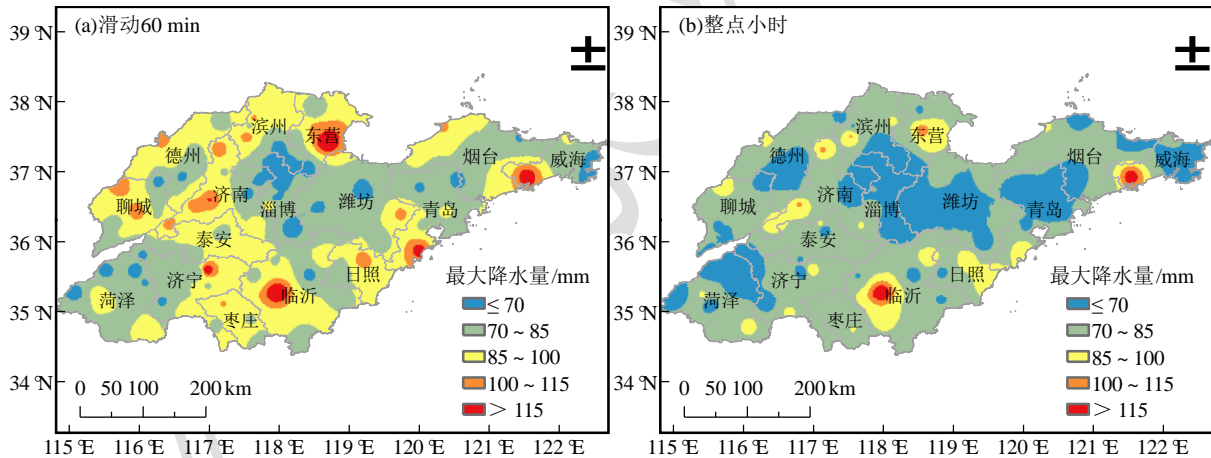 (a)滑动60 min
39 °N
38 °N
37 °N
36 °N
35 °N
34 °N
滨州
东营
德州
烟台
威海
济南
聊城
淄博
潍坊
青岛
泰安
济宁
日照
菏泽
临沂
枣庄
最大降水量/mm
≤ 70
70 ~ 85
85 ~ 100
100 ~ 115
> 115
0 50 100 200 km
115 °E 116 °E 117 °E 118 °E 119 °E 120 °E 121 °E 122 °E
(b)整点小时
39 °N
38 °N
37 °N
36 °N
35 °N
34 °N
滨州
东营
德州
烟台
威海
济南
聊城
淄博
潍坊
青岛
泰安
济宁
日照
菏泽
临沂
枣庄
最大降水量/mm
≤ 70
70 ~ 85
85 ~ 100
100 ~ 115
> 115
0 50 100 200 km
115 °E 116 °E 117 °E 118 °E 119 °E 120 °E 121 °E 122 °E